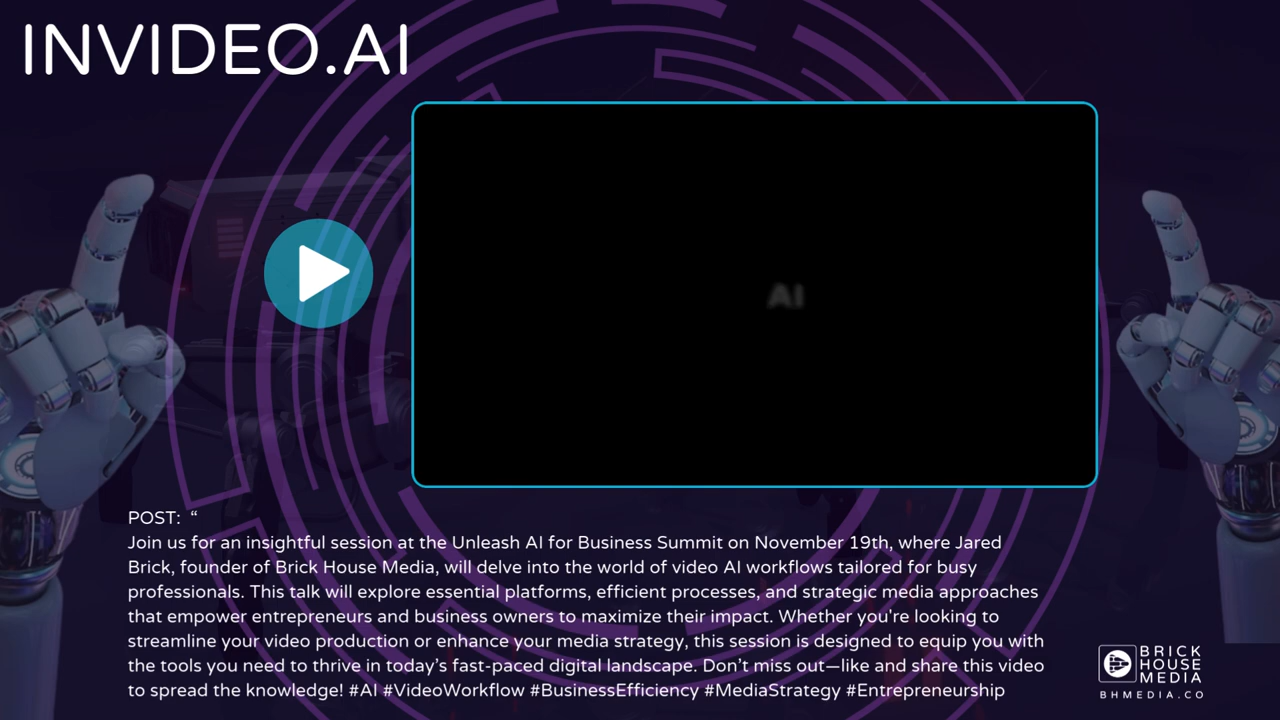 INVIDEO.AI
AI
POST:  “
Join us for an insightful session at the Unleash AI for Business Summit on November 19th, where Jared
Brick, founder of Brick House Media, will delve into the world of video AI workflows tailored for busy
professionals. This talk will explore essential platforms, efficient processes, and strategic media approaches
that empower entrepreneurs and business owners to maximize their impact. Whether you're looking to
streamline your video production or enhance your media strategy, this session is designed to equip you with
the tools you need to thrive in today’s fast-paced digital landscape. Don’t miss out—like and share this video
to spread the knowledge! #AI #VideoWorkflow #BusinessEfficiency #MediaStrategy #Entrepreneurship
BRICK
HOUSE
MEDIA
BHMEDIA.CO